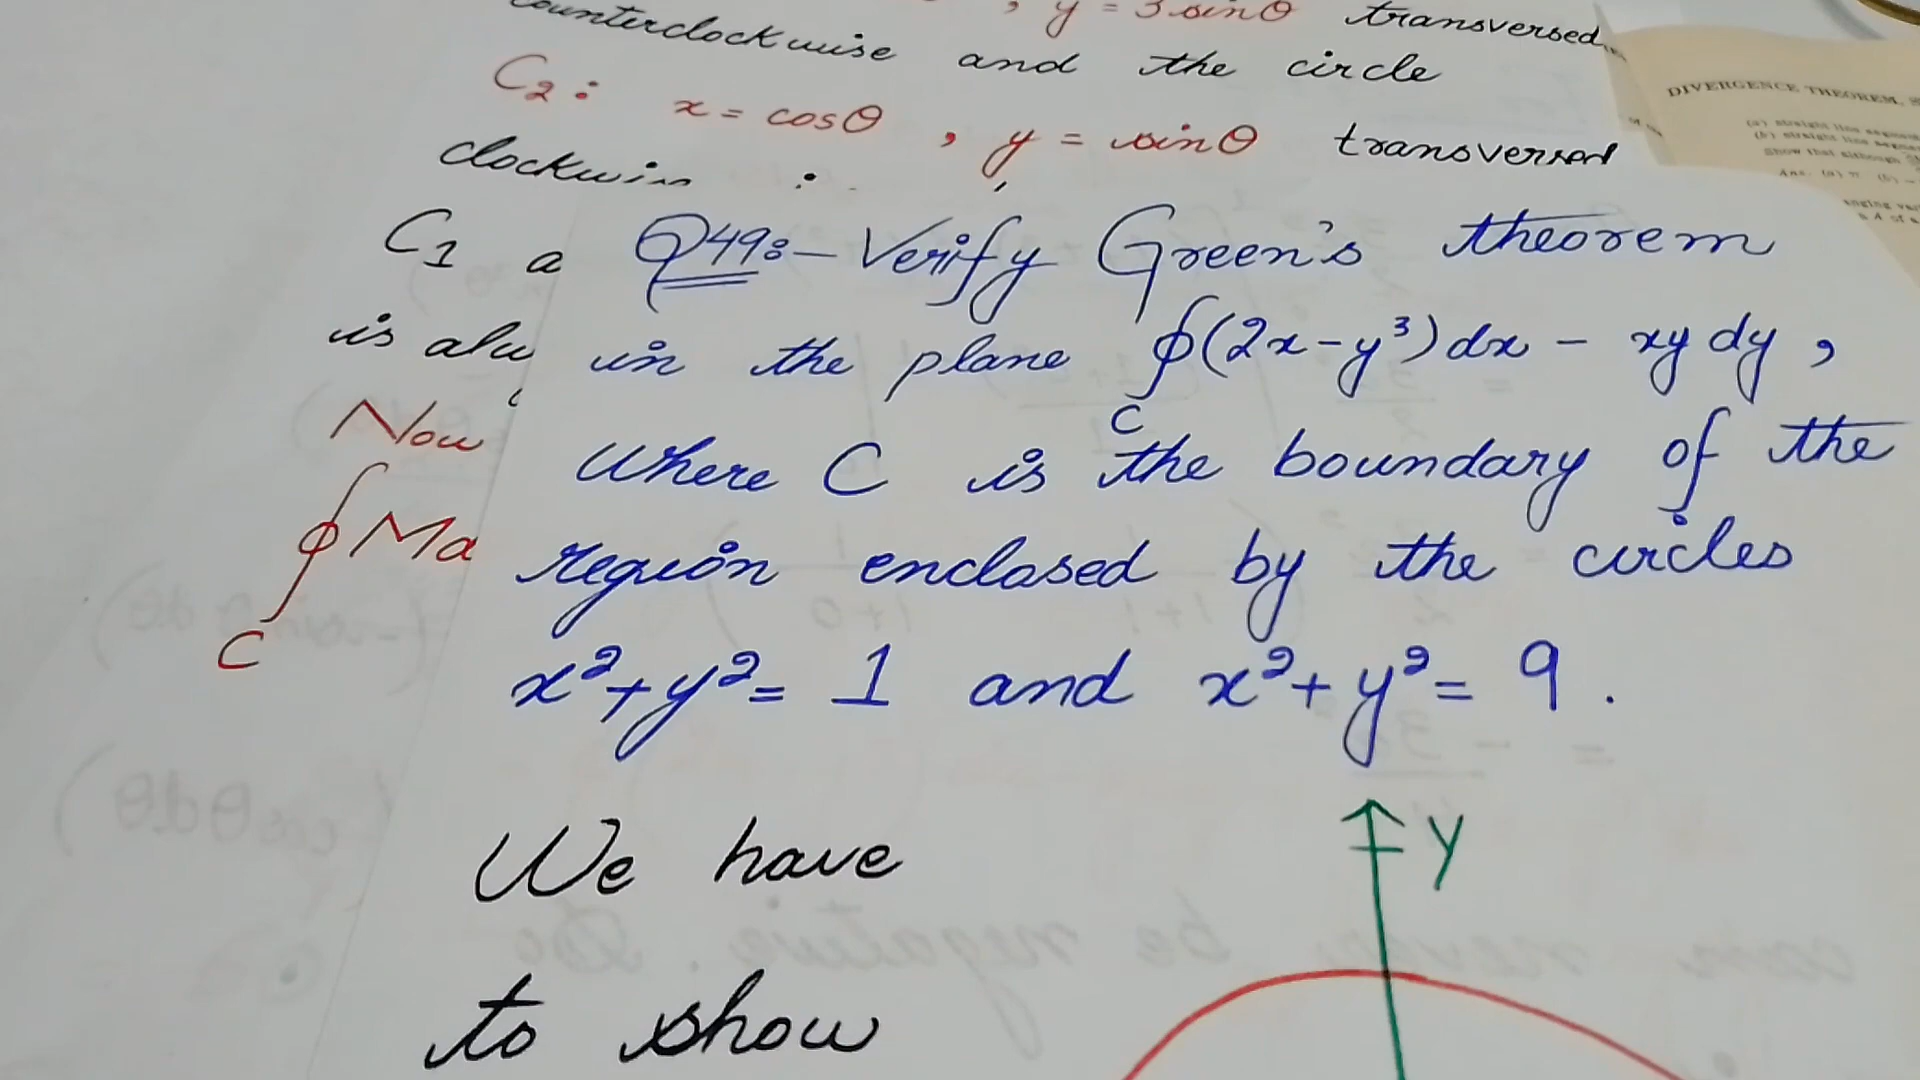 , y = 3 sinθ transversed
counterclockwise and the circle
C₂: x = cosθ , y = sinθ transversed
C₁ a
is
Now
∮ Ma
C
Q49:- Verify Green's theorem
in the plane ∮(2x-y³)dx - xy dy ,
C
where C is the boundary of the
region enclosed by the circles
x²+y²= 1 and x²+y²= 9 .
We have
to show
Y
DIVERGENCE THEOREM,